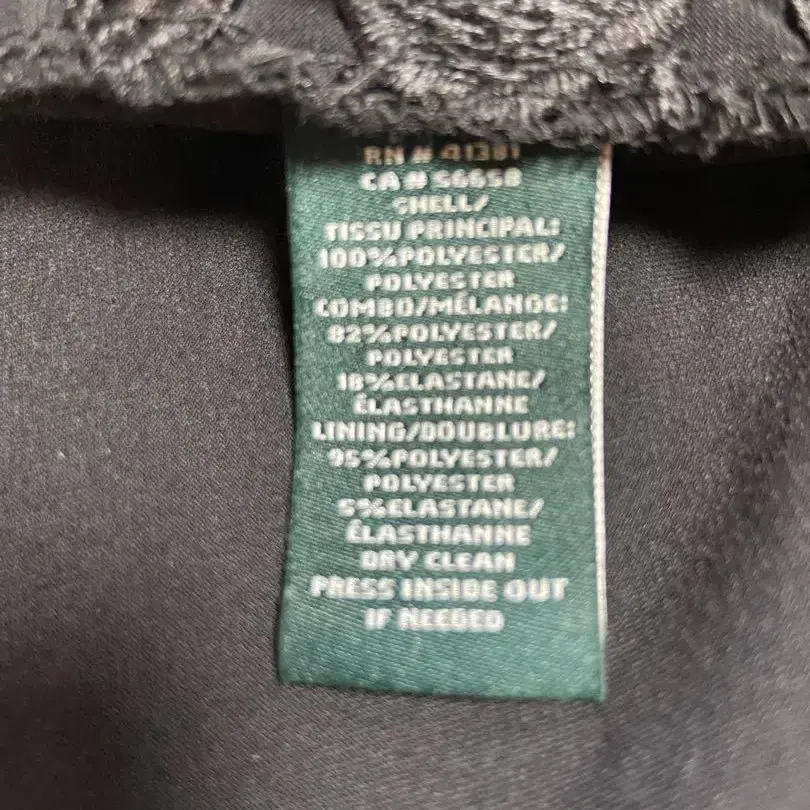 RN # 41381
CA # 56658
SHELL/
TISSU PRINCIPAL:
100%POLYESTER/
POLYESTER
COMBO/MÉLANGE:
82%POLYESTER/
POLYESTER
18%ELASTANE/
ÉLASTHANNE
LINING/DOUBLURE:
95%POLYESTER/
POLYESTER
5%ELASTANE/
ÉLASTHANNE
DRY CLEAN
PRESS INSIDE OUT
IF NEEDED